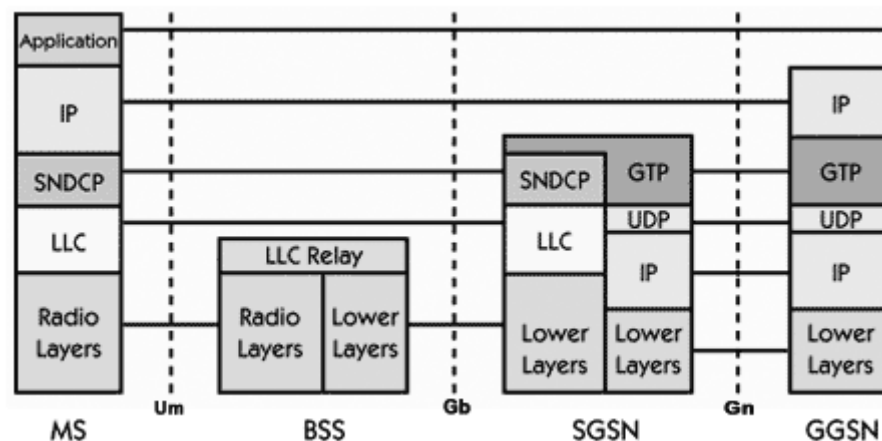 Application
IP
SNDCP
LLC
Radio
Layers
MS
Um
LLC Relay
Radio
Layers
Lower
Layers
BSS
Gb
SNDCP
GTP
LLC
UDP
IP
Lower
Layers
Lower
Layers
SGSN
Gn
IP
GTP
UDP
IP
Lower
Layers
GGSN